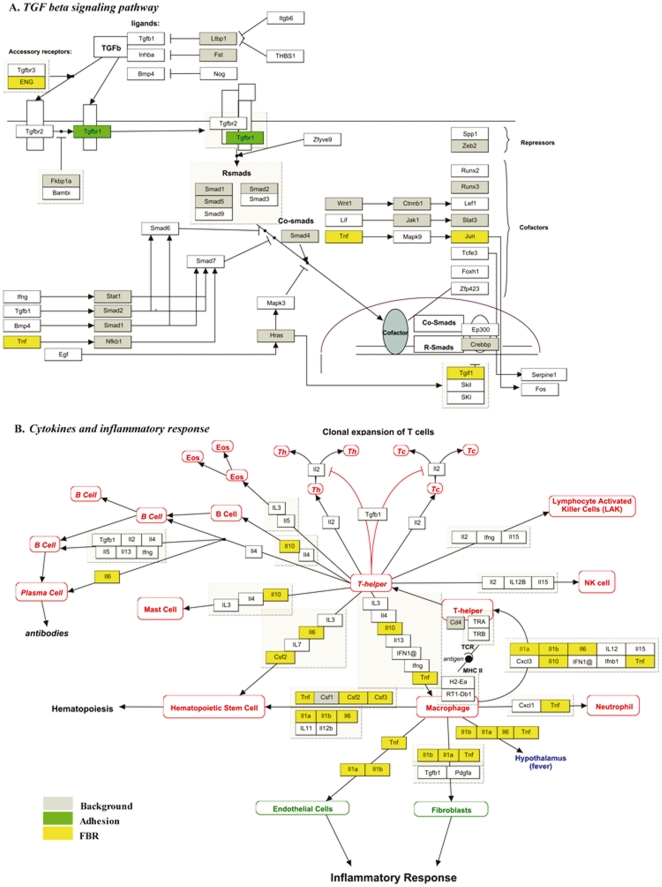 A. TGF beta signaling pathway
ligands:
Itgb6
Tgfb1
Ltbp1
TGFb
Inhba
Fst
THBS1
Accessory receptors:
Bmp4
Nog
Tgfbr3
ENG
Tgfbr2
Tgfbr1
Tgfbr2
Tgfbr1
Zfyve9
Spp1
Zeb2
Repressors
Fkbp1a
Bambi
Rsmads
Smad1
Smad2
Smad5
Smad3
Smad9
Runx2
Runx3
Wnt1
Ctnnb1
Lef1
Co-smads
Lif
Jak1
Stat3
Cofactors
Smad6
Smad4
Tnf
Mapk9
Jun
Tcfe3
Smad7
Foxh1
Zfp423
Ifng
Stat1
Tgfb1
Smad2
Mapk3
Bmp4
Smad1
Co-Smads
Ep300
Tnf
Nfkb1
Hras
Cofactor
R-Smads
Crebbp
Egf
Tgif1
Serpine1
Skil
Fos
SKI
B. Cytokines and inflammatory response
Clonal expansion of T cells
Eos
Eos
Th
Th
Tc
Tc
Il2
Il2
Eos
Th
Tc
B Cell
IL3
Il5
Tgfb1
Lymphocyte Activated
Killer Cells (LAK)
B Cell
B Cell
Il2
Il2
Il10
Il4
Il2
Ifng
Il15
B Cell
Tgfb1
Il2
Il4
Il5
Il13
Ifng
Il4
Il6
T-helper
Il2
IL12B
Il15
NK cell
Plasma Cell
Il10
Il4
IL3
Mast Cell
IL3
Il4
Il10
Il13
IFN1@
Ifng
Tnf
T-helper
Cd4
TRA
TRB
antibodies
IL3
Il6
IL7
Csf2
TCR
antigen
MHC II
H2-Ea
RT1-Db1
Il1a
Il1b
Il6
IL12
Il15
Cxcl3
Il10
IFN1@
Ifnb1
Tnf
Hematopoiesis
Hematopoietic Stem Cell
Tnf
Csf1
Csf2
Csf3
Il1a
Il1b
Il6
IL11
Il12b
Macrophage
Cxcl1
Tnf
Neutrophil
Il1b
Il1a
Il6
Tnf
Tnf
Il1a
Il1b
Il1b
Il1a
Tnf
Tgfb1
Pdgfa
Hypothalamus
(fever)
Background
Adhesion
FBR
Endothelial Cells
Fibroblasts
Inflammatory Response